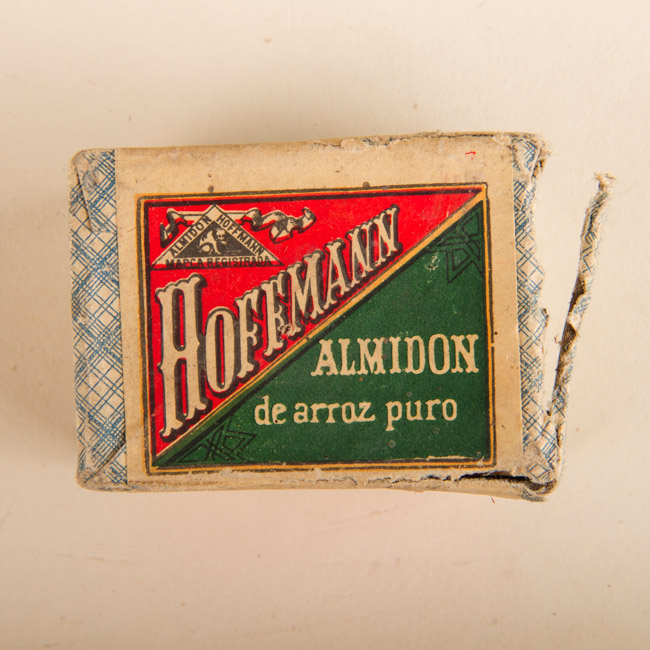 ALMIDON HOFFMANN
MARCA REGISTRADA
HOFFMANN
ALMIDON
de arroz puro